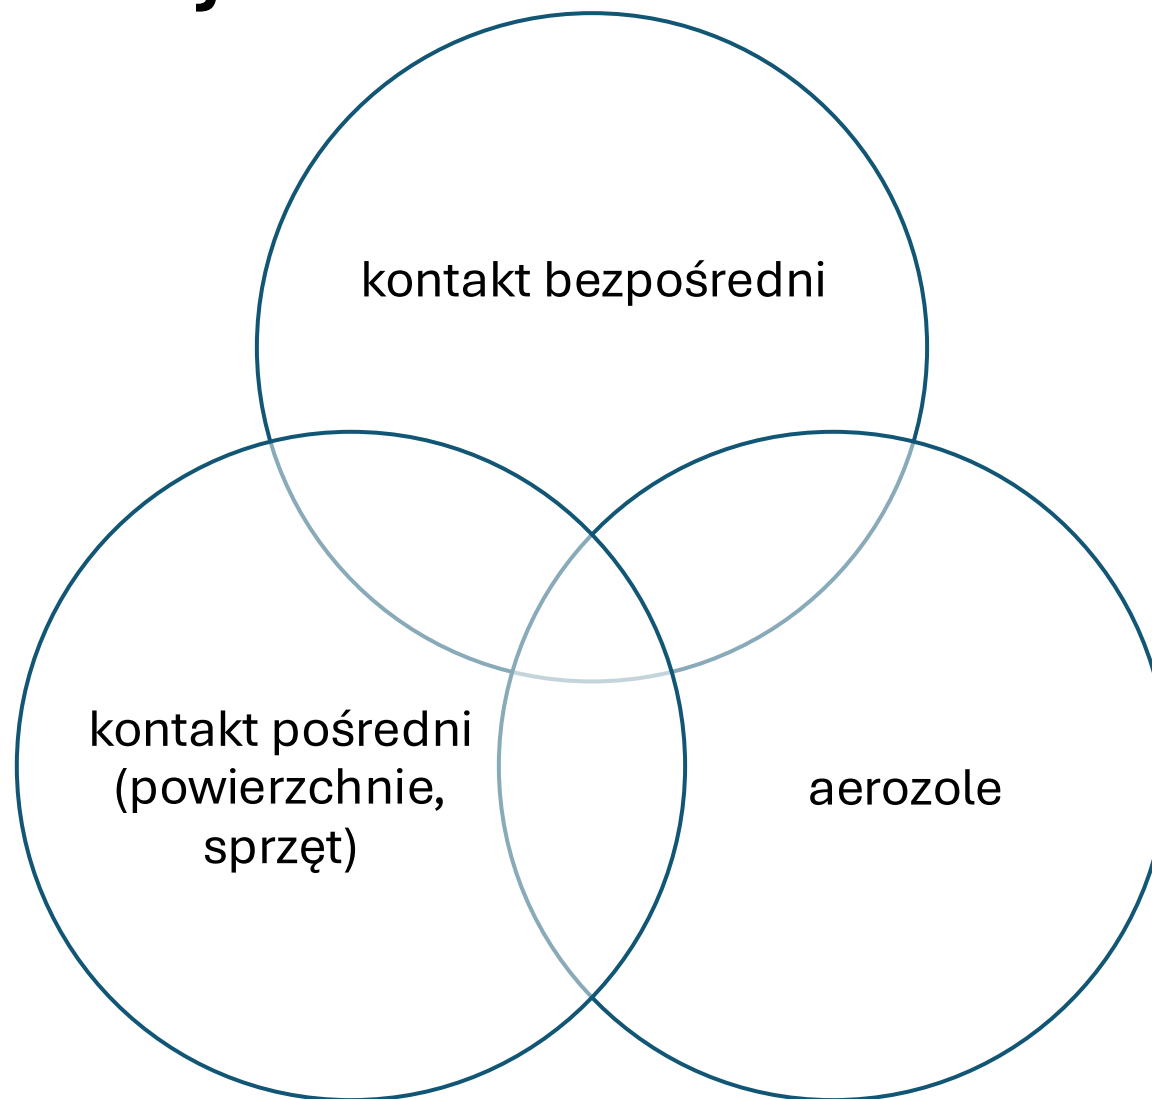 kontakt bezpośredni
kontakt pośredni
(powierzchnie,
sprzęt)
aerozole